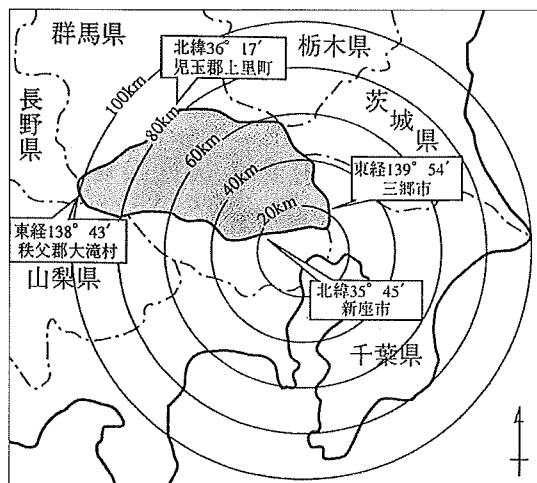 群馬県
栃木県
北緯36° 17′
児玉郡上里町
長野県
茨城県
100km
80km
60km
40km
20km
東経139° 54′
三郷市
東経138° 43′
秩父郡大滝村
山梨県
北緯35° 45′
新座市
千葉県